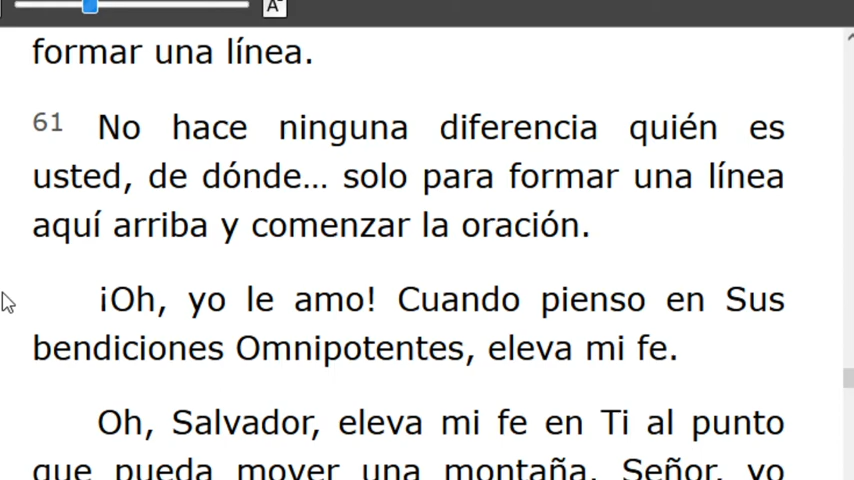 A
formar una línea.
61 No hace ninguna diferencia quién es
usted, de dónde… solo para formar una línea
aquí arriba y comenzar la oración.
¡Oh, yo le amo! Cuando pienso en Sus
bendiciones Omnipotentes, eleva mi fe.
Oh, Salvador, eleva mi fe en Ti al punto
que pueda mover una montaña. Señor, yo